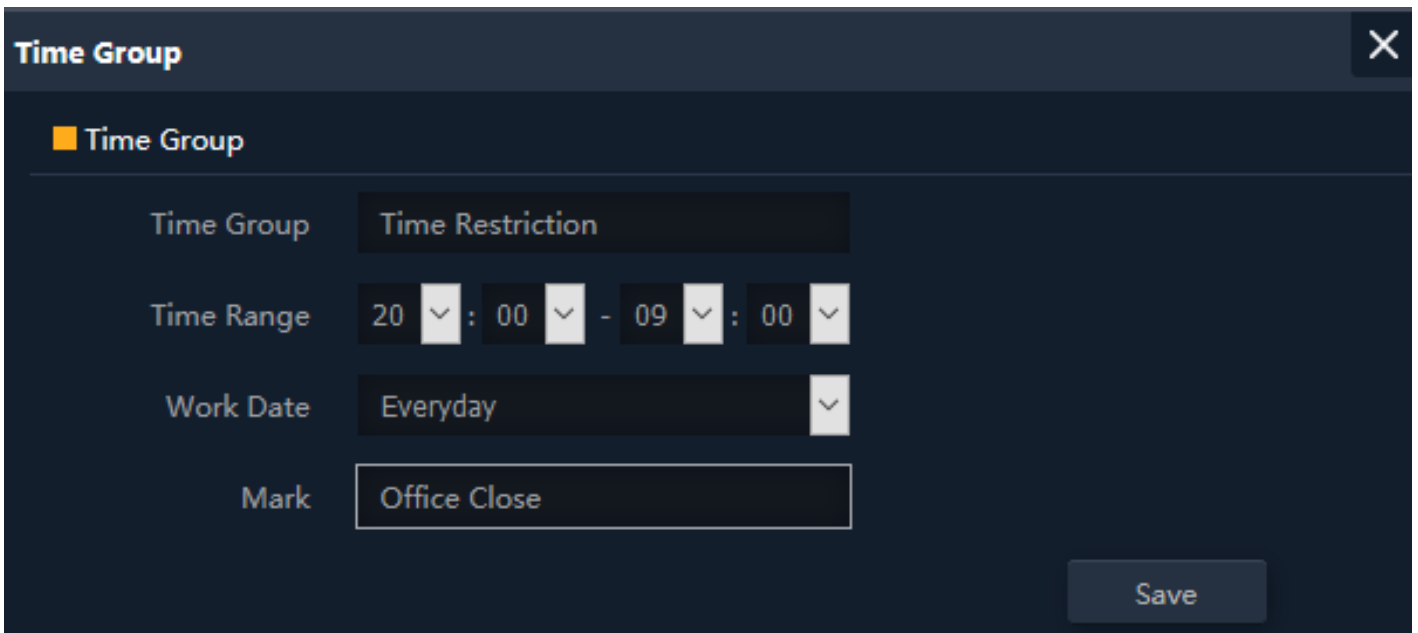 Time Group
Time Group
Time Group Time Restriction
Time Range 20 : 00 - 09 : 00
Work Date Everyday
Mark Office Close
Save